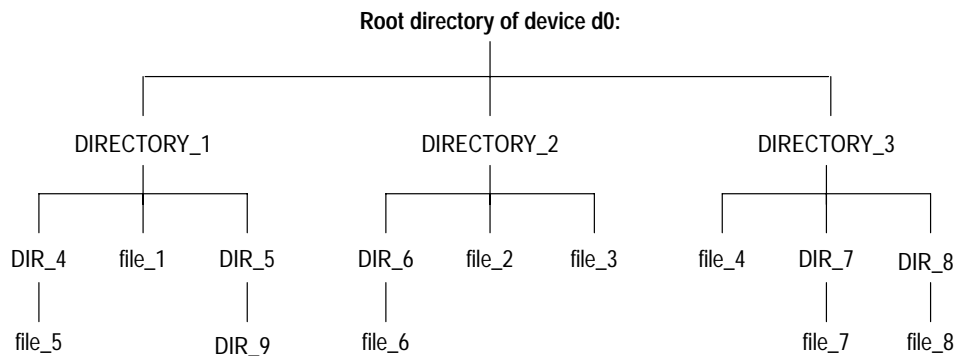 Root directory of device d0:
DIRECTORY_1 DIRECTORY_2 DIRECTORY_3
DIR_4 file_1 DIR_5 DIR_6 file_2 file_3 file_4 DIR_7 DIR_8
file_5 DIR_9 file_6 file_7 file_8